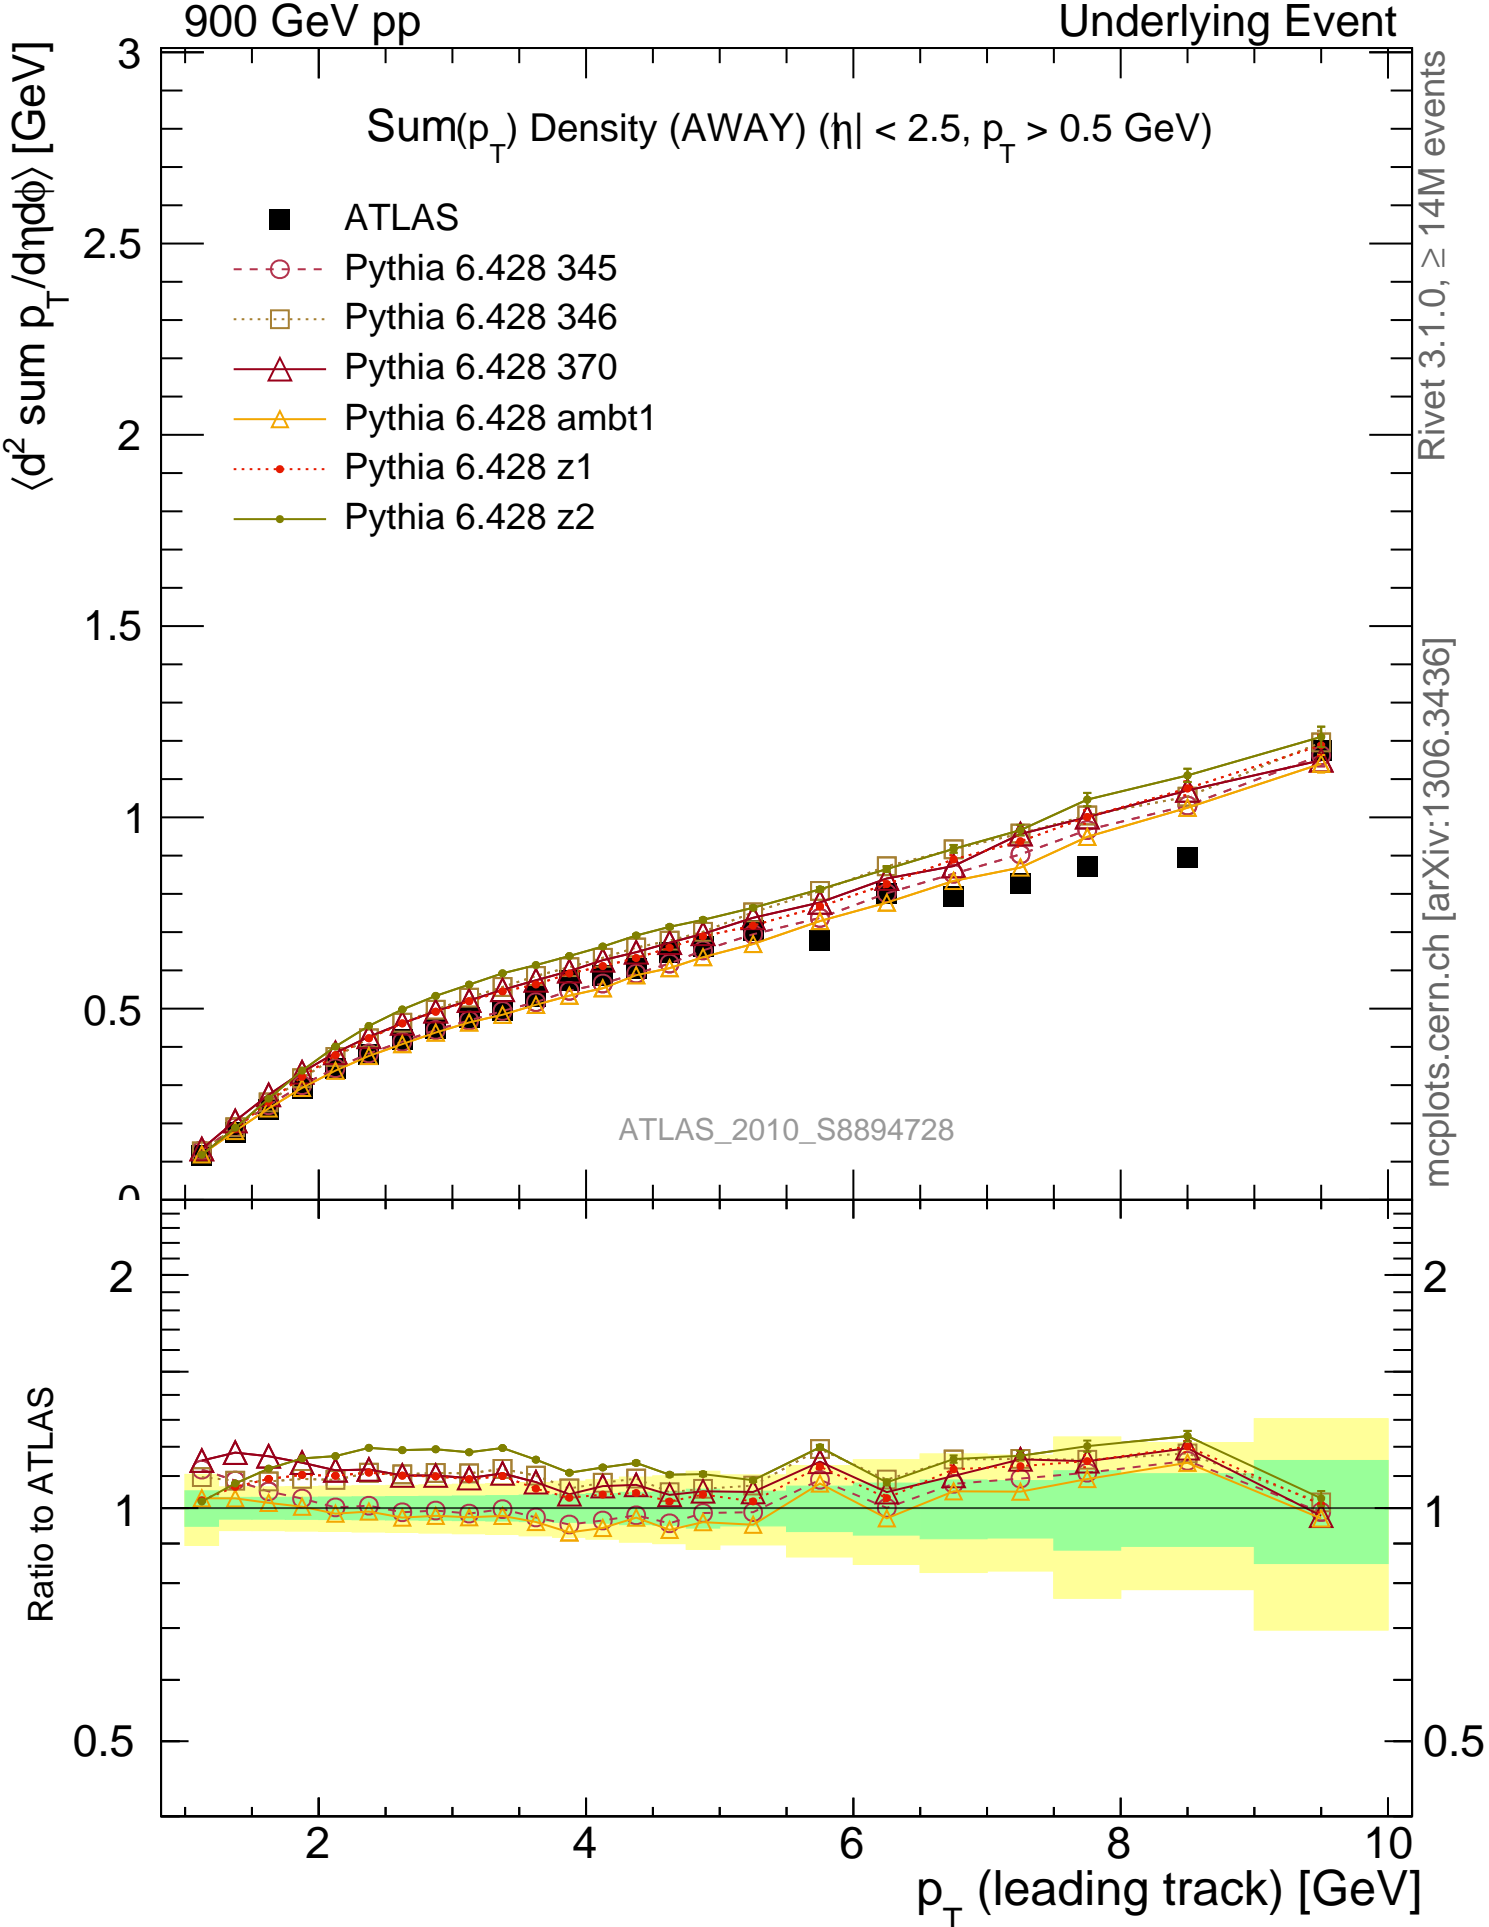 900 GeV pp
Underlying Event
⟨d² sum p_T/dηdϕ⟩ [GeV]
Sum(p_T) Density (AWAY) (|η| < 2.5, p_T > 0.5 GeV)
ATLAS
Pythia 6.428 345
Pythia 6.428 346
Pythia 6.428 370
Pythia 6.428 ambt1
Pythia 6.428 z1
Pythia 6.428 z2
3
2.5
2
1.5
1
0.5
0
ATLAS_2010_S8894728
Rivet 3.1.0, ≥ 14M events
mcplots.cern.ch [arXiv:1306.3436]
Ratio to ATLAS
2
1
0.5
2
1
0.5
2
4
6
8
10
p_T (leading track) [GeV]